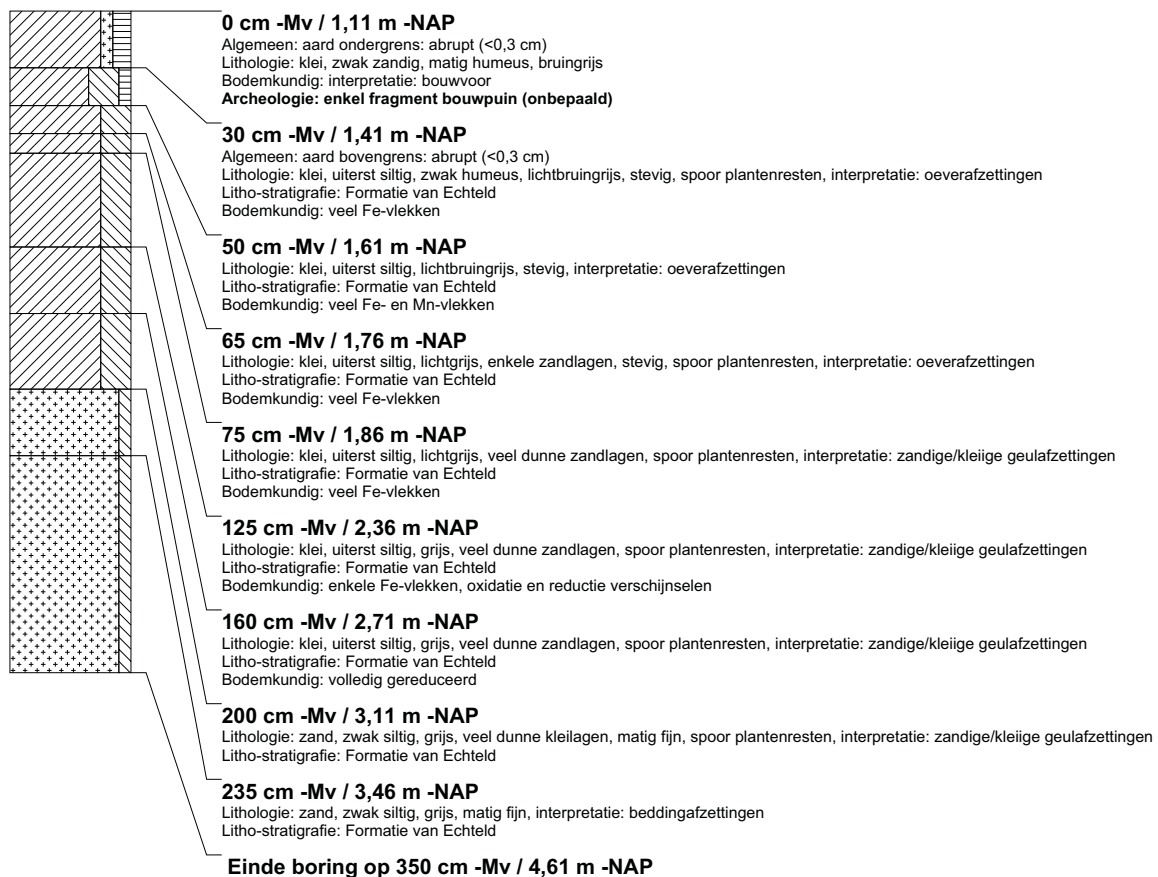 0 cm -Mv / 1,11 m -NAP
Algemeen: aard ondergrens: abrupt (<0,3 cm)
Lithologie: klei, zwak zandig, matig humeus, bruingrijs
Bodemkundig: interpretatie: bouwvoor
Archeologie: enkel fragment bouwpuin (onbepaald)
30 cm -Mv / 1,41 m -NAP
Algemeen: aard bovengrens: abrupt (<0,3 cm)
Lithologie: klei, uiterst siltig, zwak humeus, lichtbruingrijs, stevig, spoor plantenresten, interpretatie: oeverafzettingen
Litho-stratigrafie: Formatie van Echteld
Bodemkundig: veel Fe-vlekken
50 cm -Mv / 1,61 m -NAP
Lithologie: klei, uiterst siltig, lichtbruingrijs, stevig, interpretatie: oeverafzettingen
Litho-stratigrafie: Formatie van Echteld
Bodemkundig: veel Fe- en Mn-vlekken
65 cm -Mv / 1,76 m -NAP
Lithologie: klei, uiterst siltig, lichtgrijs, enkele zandlagen, stevig, spoor plantenresten, interpretatie: oeverafzettingen
Litho-stratigrafie: Formatie van Echteld
Bodemkundig: veel Fe-vlekken
75 cm -Mv / 1,86 m -NAP
Lithologie: klei, uiterst siltig, lichtgrijs, veel dunne zandlagen, spoor plantenresten, interpretatie: zandige/kleiige geulafzettingen
Litho-stratigrafie: Formatie van Echteld
Bodemkundig: veel Fe-vlekken
125 cm -Mv / 2,36 m -NAP
Lithologie: klei, uiterst siltig, grijs, veel dunne zandlagen, spoor plantenresten, interpretatie: zandige/kleiige geulafzettingen
Litho-stratigrafie: Formatie van Echteld
Bodemkundig: enkele Fe-vlekken, oxidatie en reductie verschijnselen
160 cm -Mv / 2,71 m -NAP
Lithologie: klei, uiterst siltig, grijs, veel dunne zandlagen, spoor plantenresten, interpretatie: zandige/kleiige geulafzettingen
Litho-stratigrafie: Formatie van Echteld
Bodemkundig: volledig gereduceerd
200 cm -Mv / 3,11 m -NAP
Lithologie: zand, zwak siltig, grijs, veel dunne kleilagen, matig fijn, spoor plantenresten, interpretatie: zandige/kleiige geulafzettingen
Litho-stratigrafie: Formatie van Echteld
235 cm -Mv / 3,46 m -NAP
Lithologie: zand, zwak siltig, grijs, matig fijn, interpretatie: beddingafzettingen
Litho-stratigrafie: Formatie van Echteld
Einde boring op 350 cm -Mv / 4,61 m -NAP